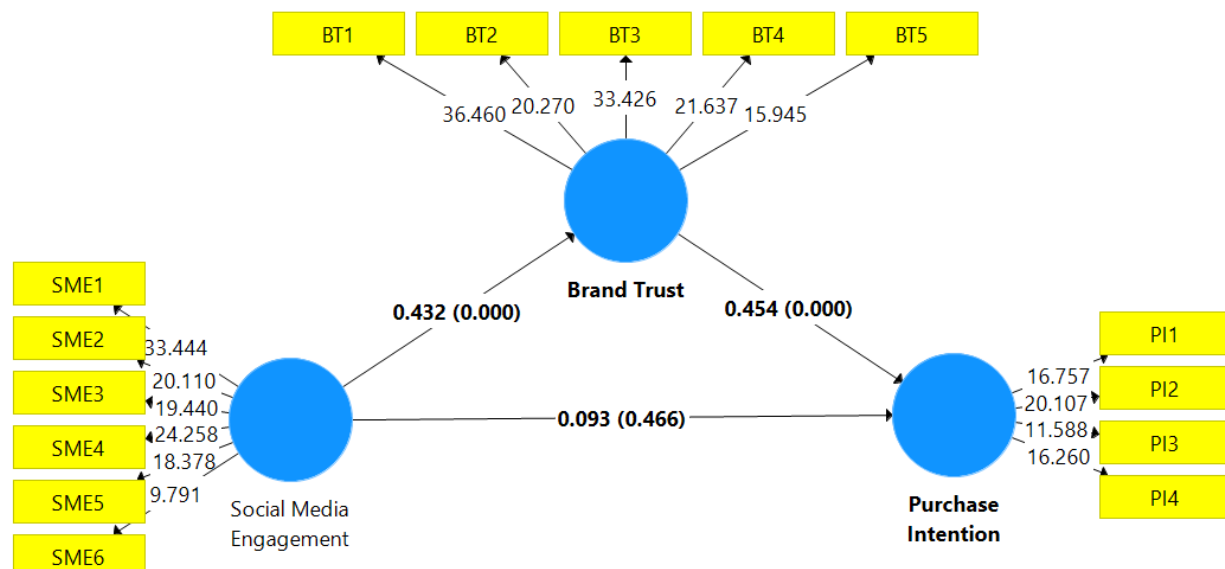 BT1 BT2 BT3 BT4 BT5
36.460 20.270 33.426 21.637 15.945
Brand Trust
0.432 (0.000)
0.454 (0.000)
SME1
SME2
SME3
SME4
SME5
SME6
33.444
20.110
19.440
24.258
18.378
9.791
Social Media
Engagement
0.093 (0.466)
PI1
PI2
PI3
PI4
16.757
20.107
11.588
16.260
Purchase
Intention